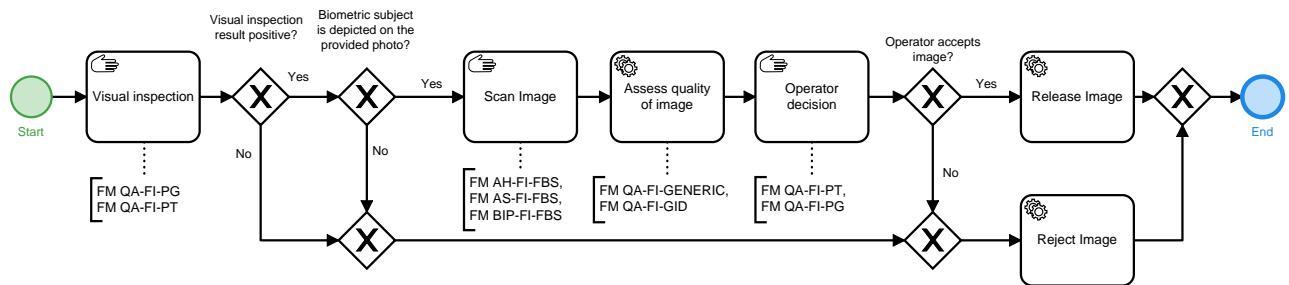 Visual inspection
result positive?
Biometric subject
is depicted on the
provided photo?
Operator accepts
image?
Start
Visual inspection
Yes
Yes
Scan Image
Assess quality
of image
Operator
decision
Yes
Release Image
End
No
No
No
FM QA-FI-PG
FM QA-FI-PT
FM AH-FI-FBS,
FM AS-FI-FBS,
FM BIP-FI-FBS
FM QA-FI-GENERIC,
FM QA-FI-GID
FM QA-FI-PT,
FM QA-FI-PG
Reject Image